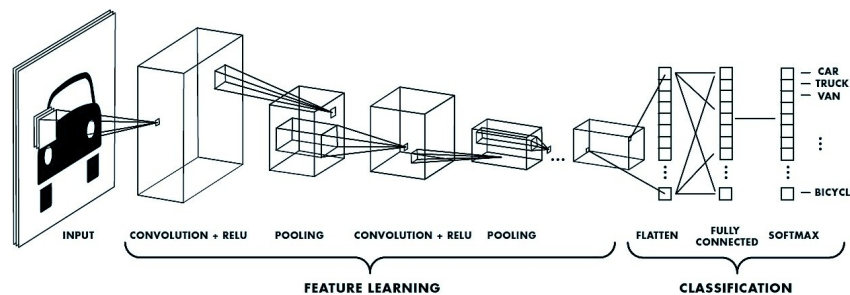 CAR
TRUCK
VAN
BICYCL
INPUT
CONVOLUTION + RELU
POOLING
CONVOLUTION + RELU
POOLING
FLATTEN
FULLY
CONNECTED
SOFTMAX
FEATURE LEARNING
CLASSIFICATION